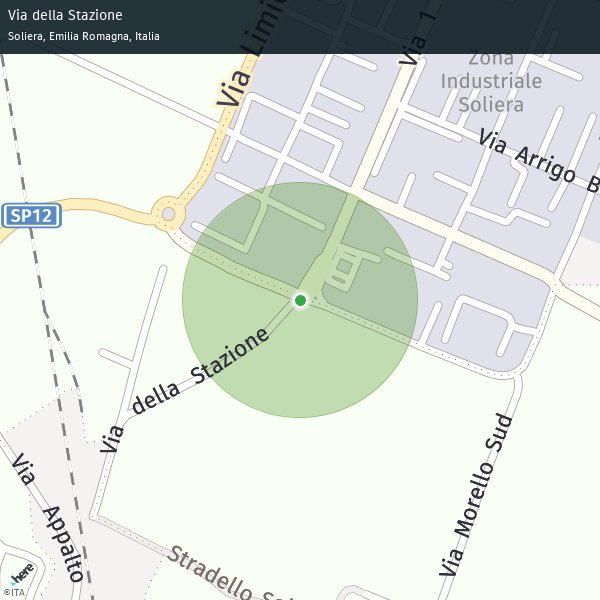 Via della Stazione
Soliera, Emilia Romagna, Italia
Via Limi
Via 1
Zona
Industriale
Soliera
Via Arrigo B
SP12
Via della Stazione
Via Morello Sud
Via Appalto
Stradello
here
©ITA